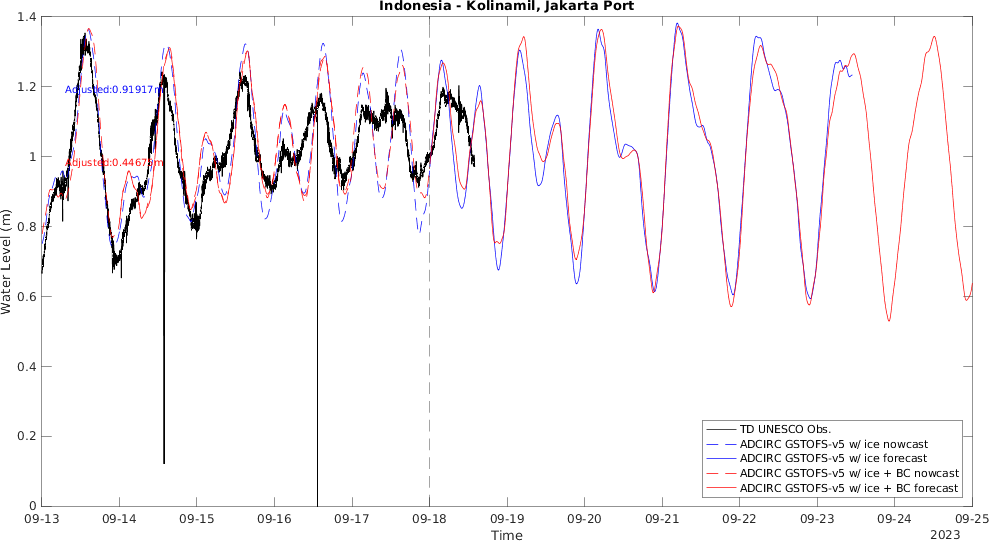 Indonesia - Kolinamil, Jakarta Port
1.4
1.2
1
0.8
0.6
0.4
0.2
0
Water Level (m)
Adjusted:0.91917m
Adjusted:0.44679m
TD UNESCO Obs.
ADCIRC GSTOFS-v5 w/ ice nowcast
ADCIRC GSTOFS-v5 w/ ice forecast
ADCIRC GSTOFS-v5 w/ ice + BC nowcast
ADCIRC GSTOFS-v5 w/ ice + BC forecast
09-13 09-14 09-15 09-16 09-17 09-18 09-19 09-20 09-21 09-22 09-23 09-24 09-25
Time
2023